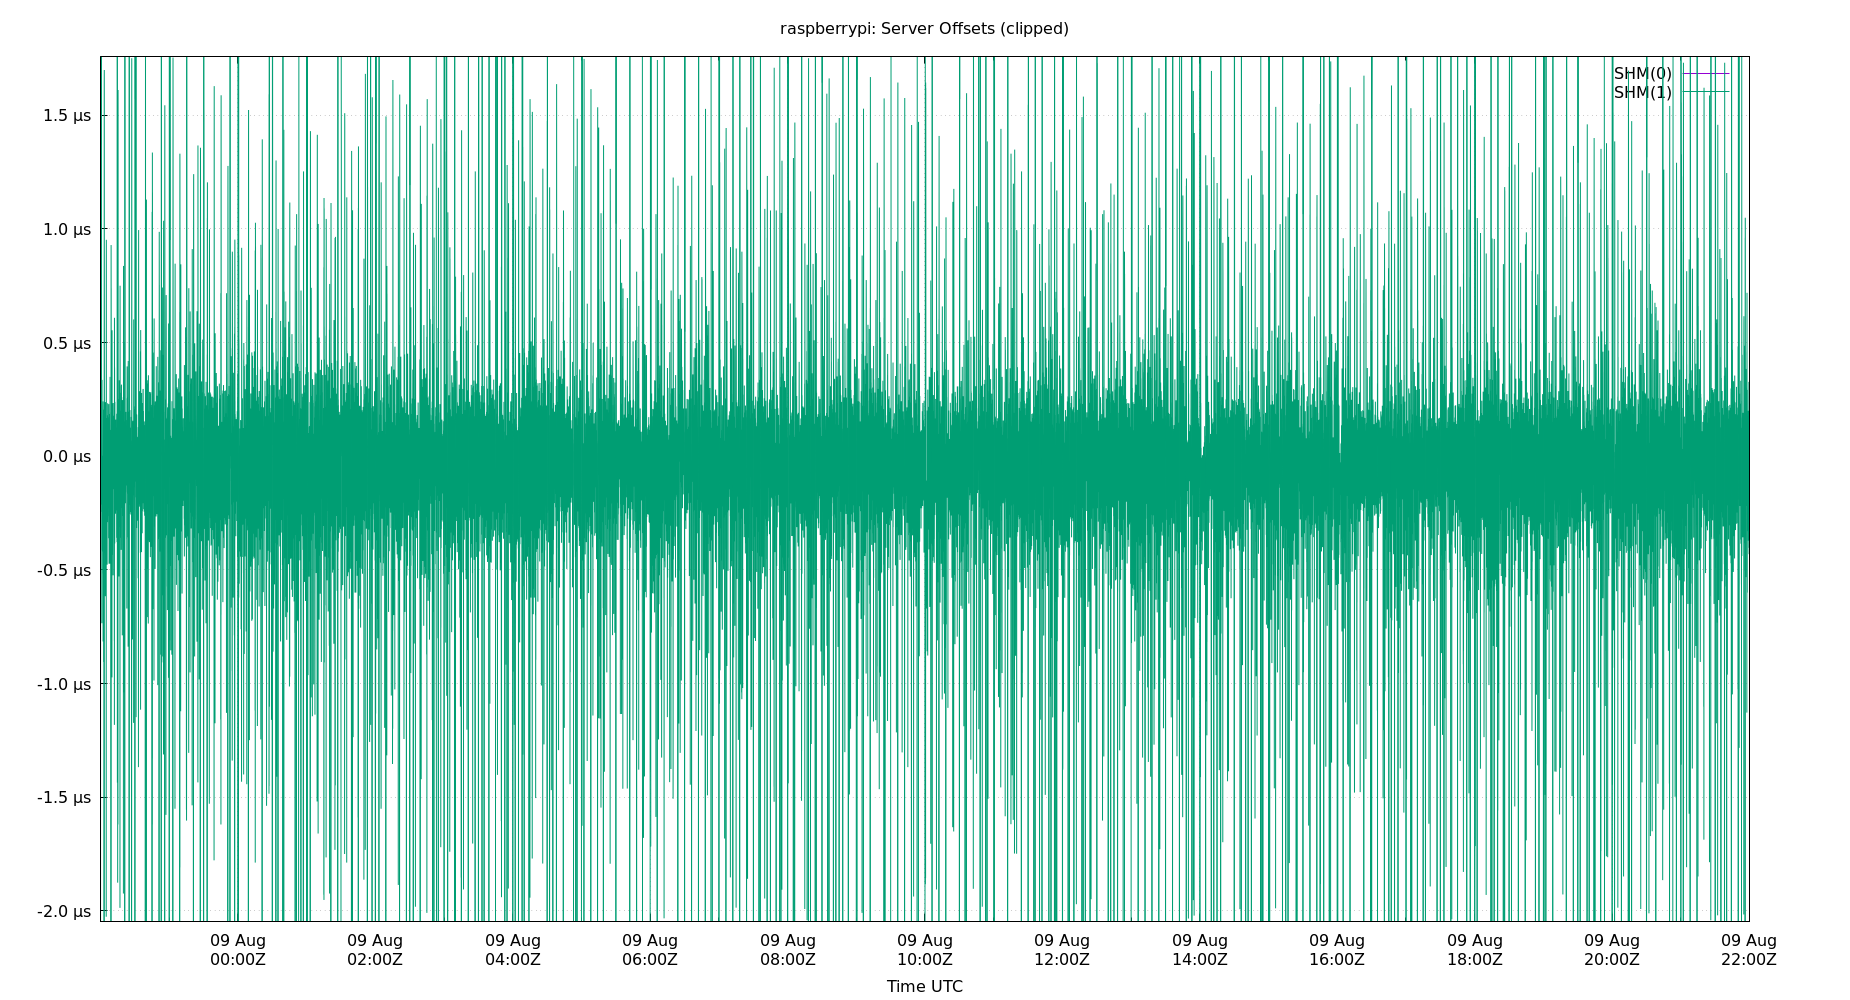 raspberrypi: Server Offsets (clipped)
SHM(0)
SHM(1)
1.5 µs
1.0 µs
0.5 µs
0.0 µs
-0.5 µs
-1.0 µs
-1.5 µs
-2.0 µs
09 Aug 09 Aug 09 Aug 09 Aug 09 Aug 09 Aug 09 Aug 09 Aug 09 Aug 09 Aug 09 Aug 09 Aug
00:00Z 02:00Z 04:00Z 06:00Z 08:00Z 10:00Z 12:00Z 14:00Z 16:00Z 18:00Z 20:00Z 22:00Z
Time UTC